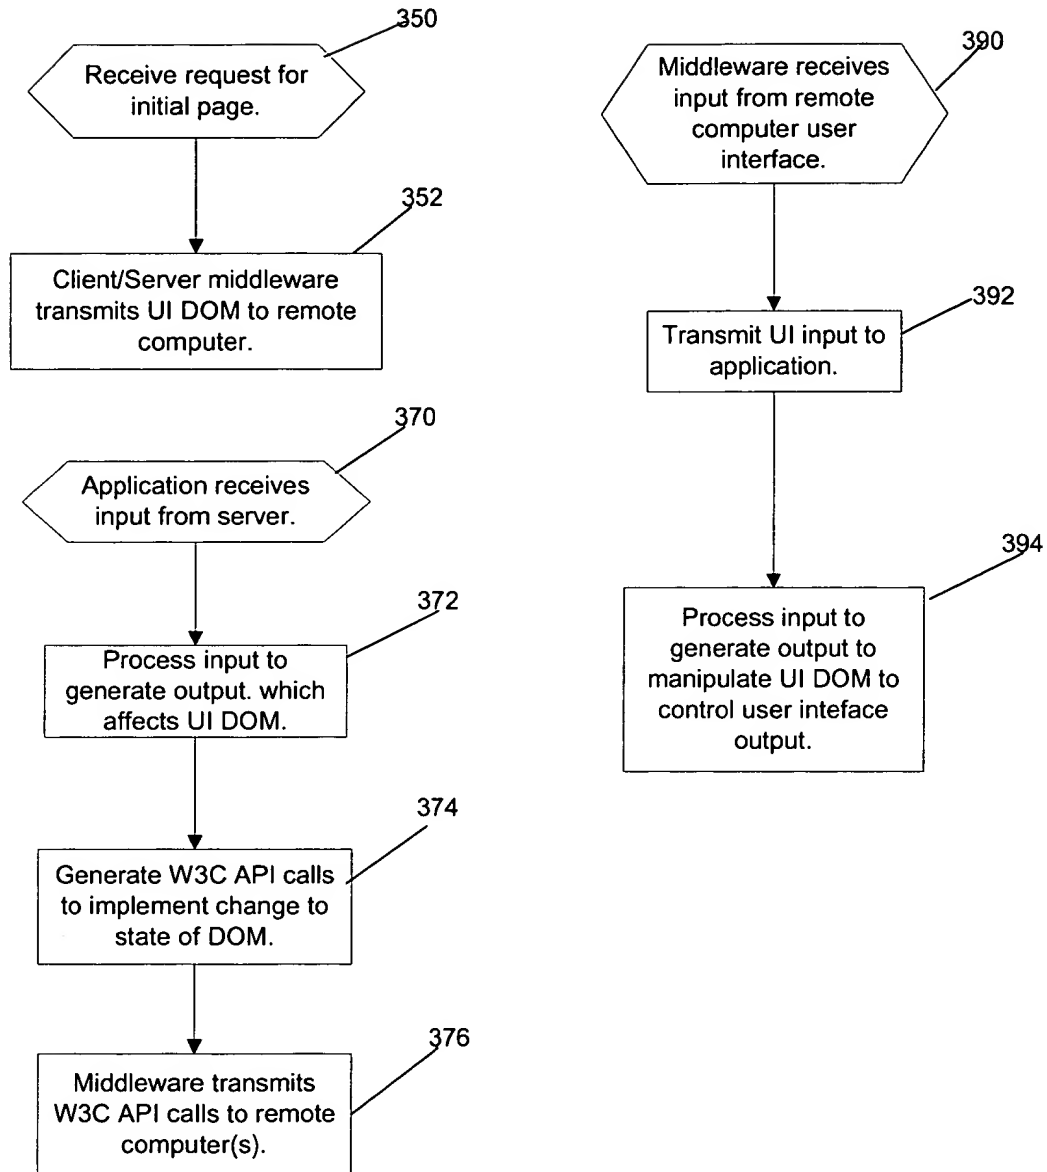 350
Receive request for
initial page.
352
Client/Server middleware
transmits UI DOM to remote
computer.
370
Application receives
input from server.
372
Process input to
generate output. which
affects UI DOM.
374
Generate W3C API calls
to implement change to
state of DOM.
376
Middleware transmits
W3C API calls to remote
computer(s).
390
Middleware receives
input from remote
computer user
interface.
392
Transmit UI input to
application.
394
Process input to
generate output to
manipulate UI DOM to
control user inteface
output.